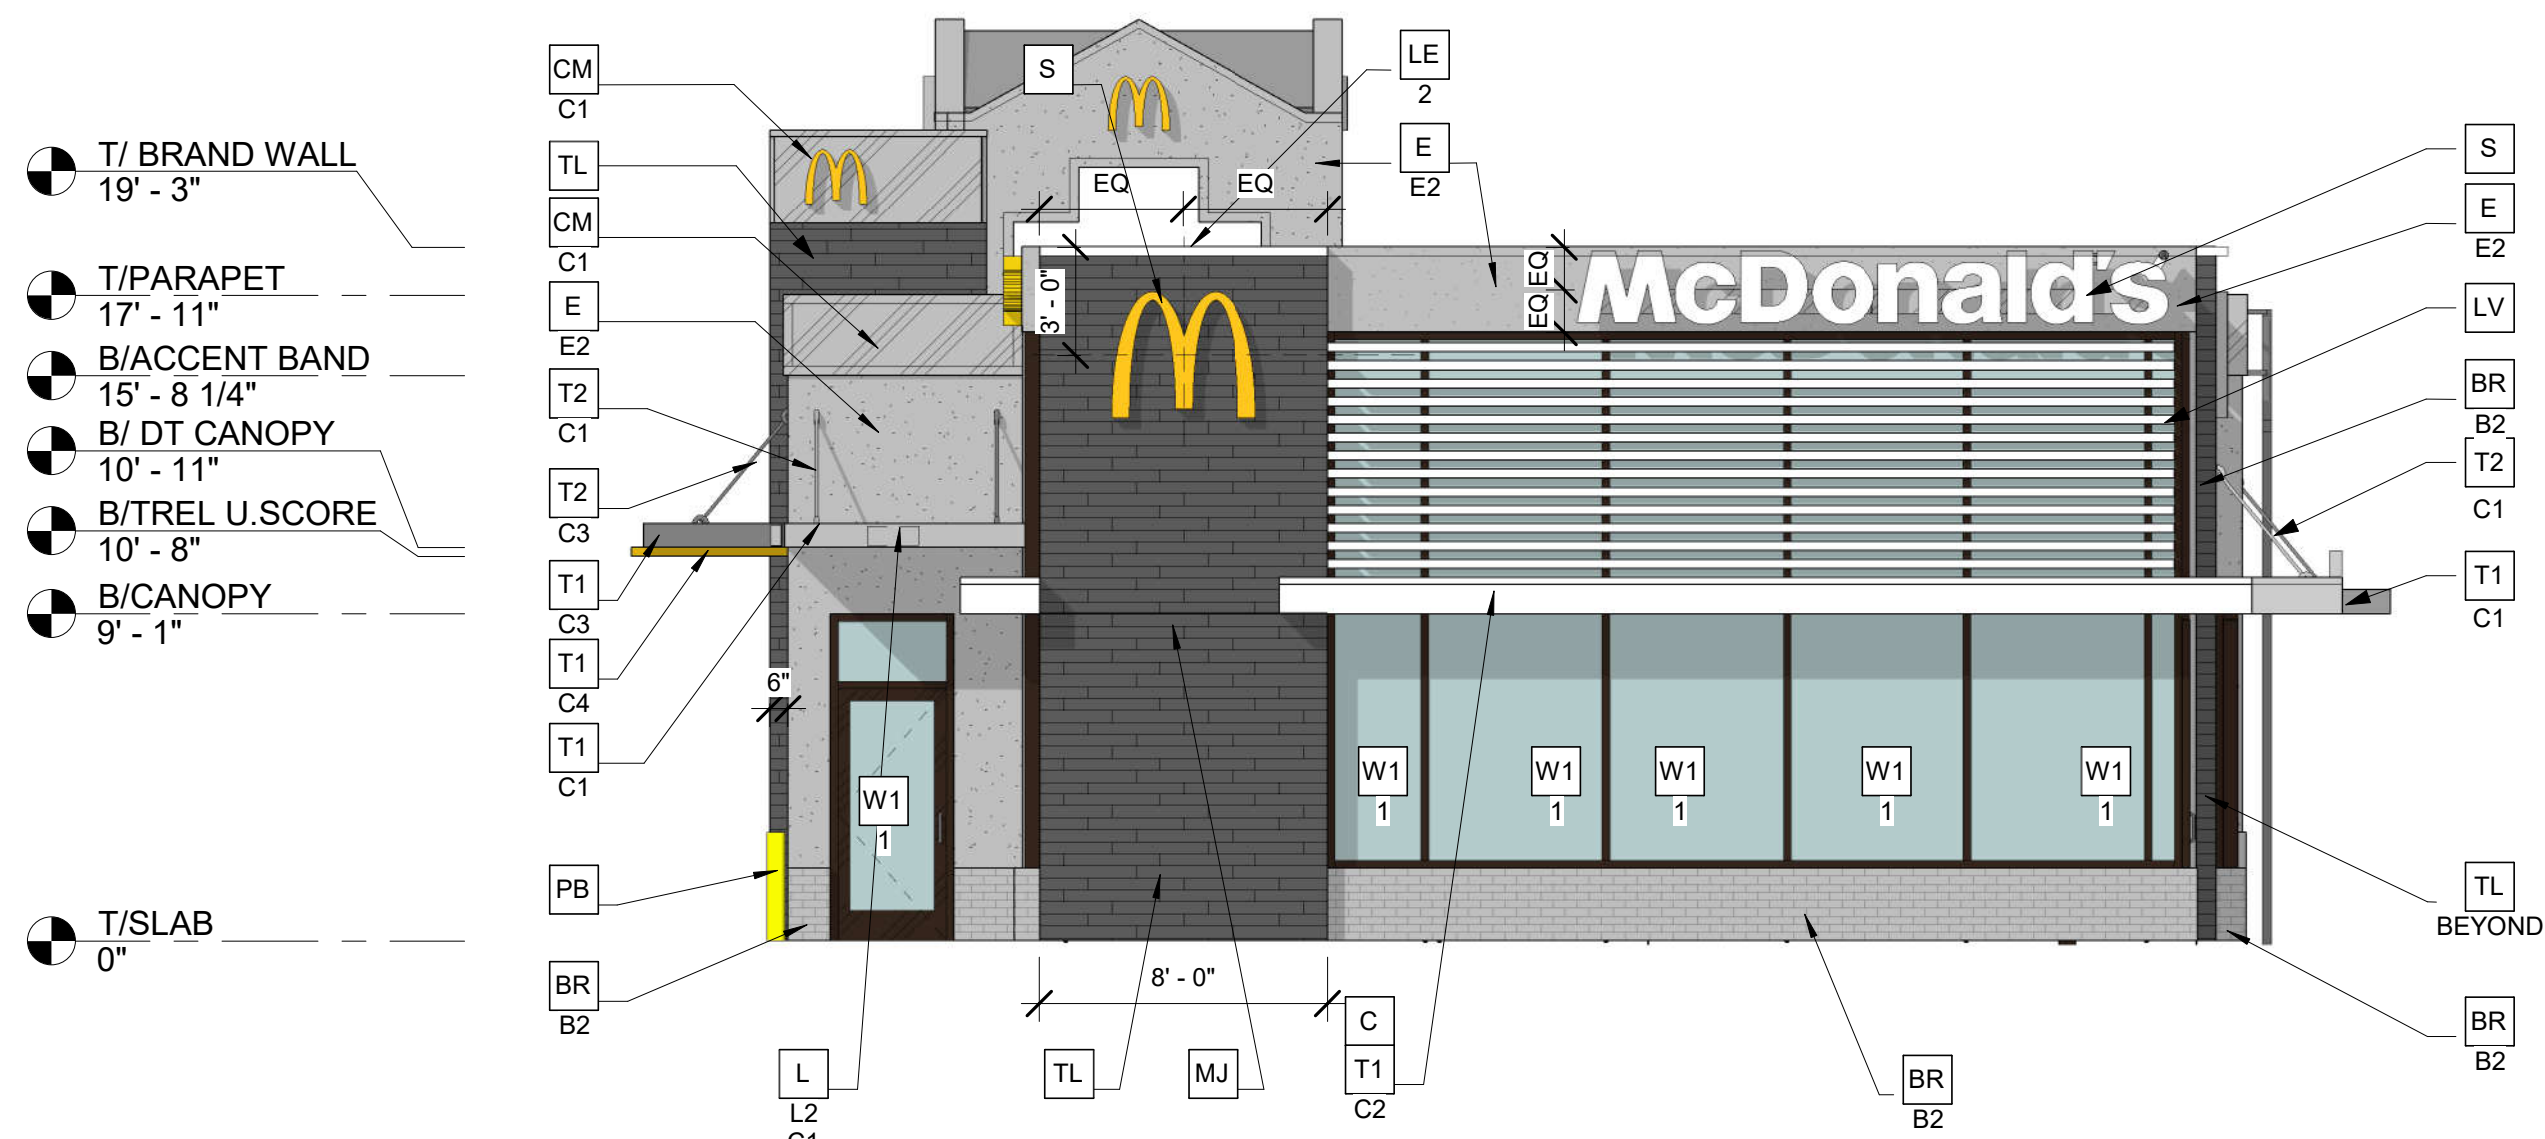 T/ BRAND WALL
19' - 3"
T/PARAPET
17' - 11"
B/ACCENT BAND
15' - 8 1/4"
B/ DT CANOPY
10' - 11"
B/TREL U.SCORE
10' - 8"
B/CANOPY
9' - 1"
T/SLAB
0"
CM
C1
TL
CM
C1
E
E2
T2
C1
T2
C3
T1
C3
T1
C4
T1
C1
PB
BR
B2
6"
S
LE
2
E
E2
EQ
EQ
3' - 0"
EQ
EQ
McDonald's
W1
1
W1
1
W1
1
W1
1
W1
1
W1
1
8' - 0"
L
L2
C1
TL
MJ
C
T1
C2
BR
B2
S
E
E2
LV
BR
B2
T2
C1
T1
C1
TL
BEYOND
BR
B2